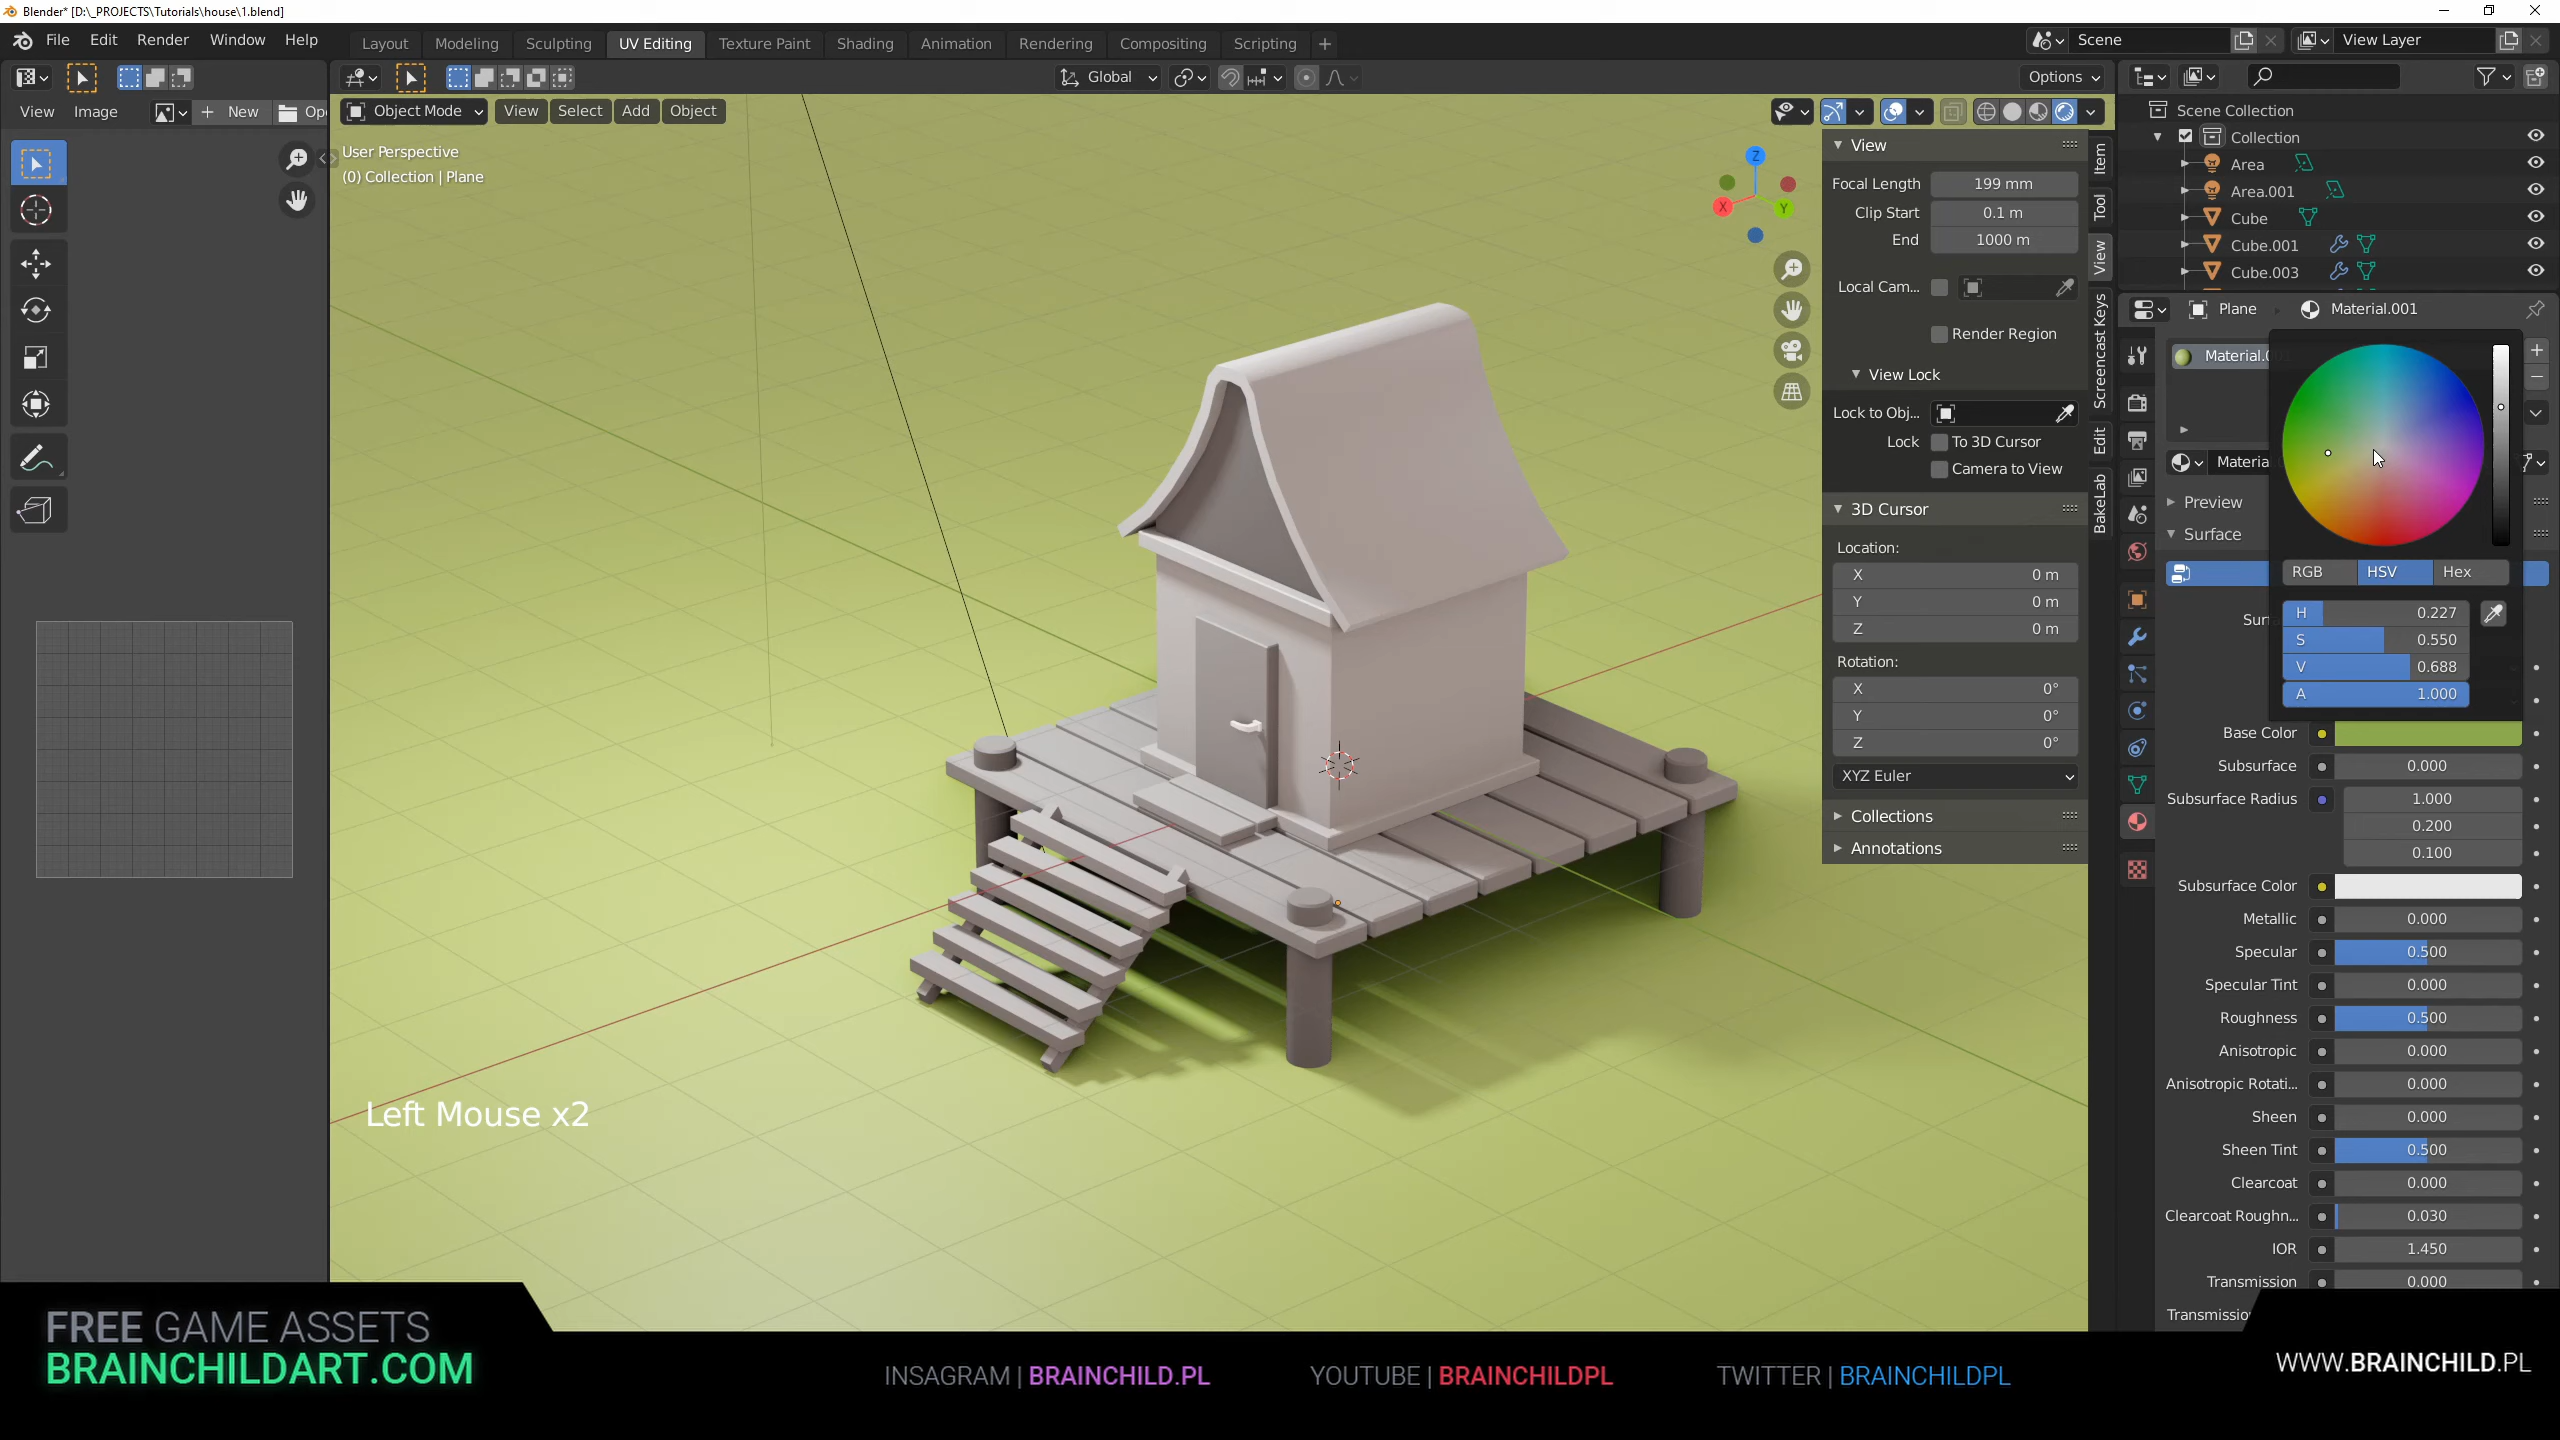 Blender* [D:\_PROJECTS\Tutorials\house\1.blend]
File Edit Render Window Help
Layout Modeling Sculpting UV Editing Texture Paint Shading Animation Rendering Compositing Scripting +
Scene
View Layer
Global
Options
View Image
+ New
Op
Object Mode
View Select Add Object
User Perspective
(0) Collection | Plane
Z
X
Y
View
Focal Length 199 mm
Clip Start 0.1 m
End 1000 m
Local Cam...
Render Region
View Lock
Lock to Obj...
Lock To 3D Cursor
Camera to View
3D Cursor
Location:
X 0 m
Y 0 m
Z 0 m
Rotation:
X 0°
Y 0°
Z 0°
XYZ Euler
Collections
Annotations
Item
Tool
View
Screencast Keys
Edit
BakeLab
Scene Collection
Collection
Area
Area.001
Cube
Cube.001
Cube.003
Plane
Material.001
Material.0
Materia
Preview
Surface
Sur
RGB HSV Hex
H 0.227
S 0.550
V 0.688
A 1.000
Base Color
Subsurface 0.000
Subsurface Radius 1.000
0.200
0.100
Subsurface Color
Metallic 0.000
Specular 0.500
Specular Tint 0.000
Roughness 0.500
Anisotropic 0.000
Anisotropic Rotati... 0.000
Sheen 0.000
Sheen Tint 0.500
Clearcoat 0.000
Clearcoat Roughn... 0.030
IOR 1.450
Transmission 0.000
Transmissio
Left Mouse x2
FREE GAME ASSETS
BRAINCHILDART.COM
INSAGRAM | BRAINCHILD.PL
YOUTUBE | BRAINCHILDPL
TWITTER | BRAINCHILDPL
WWW.BRAINCHILD.PL